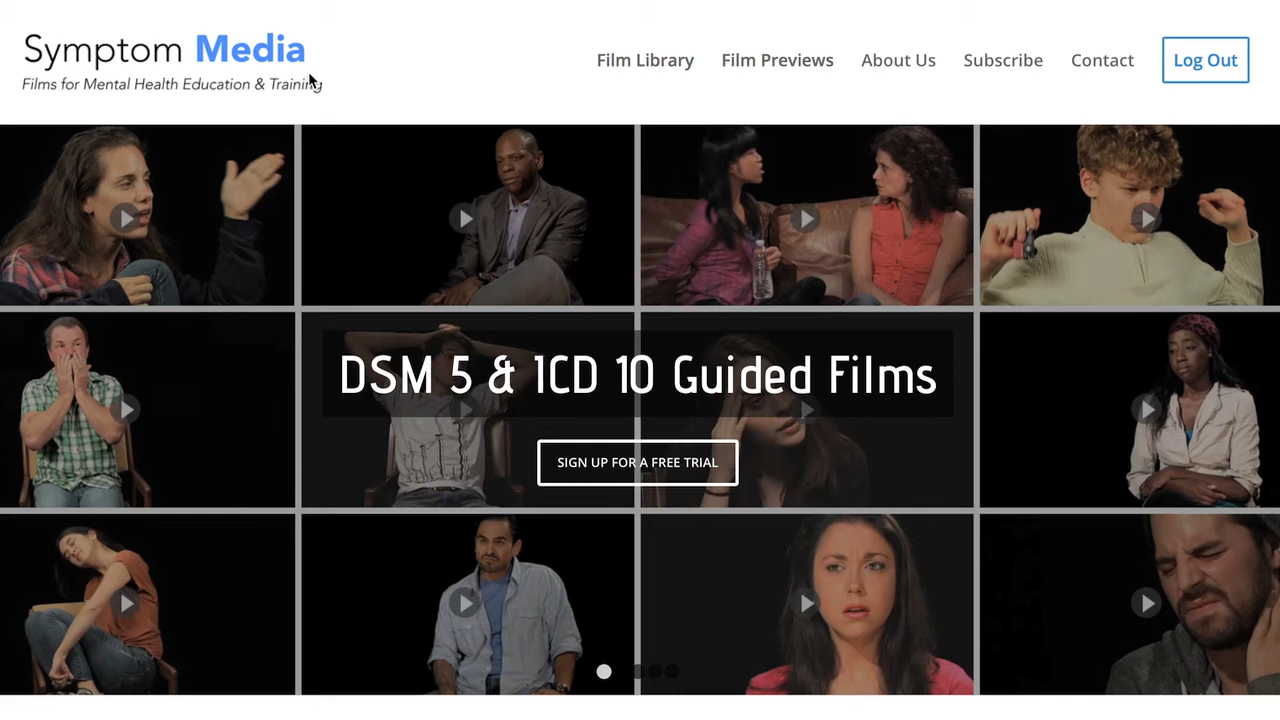 Symptom Media
Films for Mental Health Education & Training
Film Library
Film Previews
About Us
Subscribe
Contact
Log Out
DSM 5 & ICD 10 Guided Films
SIGN UP FOR A FREE TRIAL